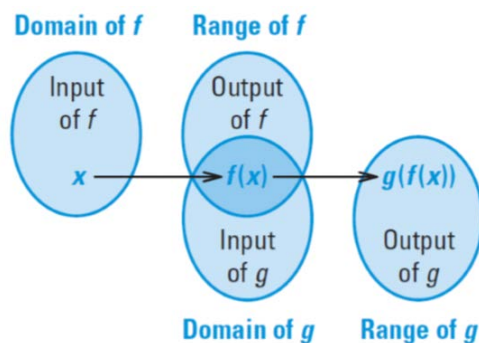 Domain of f
Range of f
Input
of f
Output
of f
x
f(x)
g(f(x))
Input
of g
Output
of g
Domain of g
Range of g